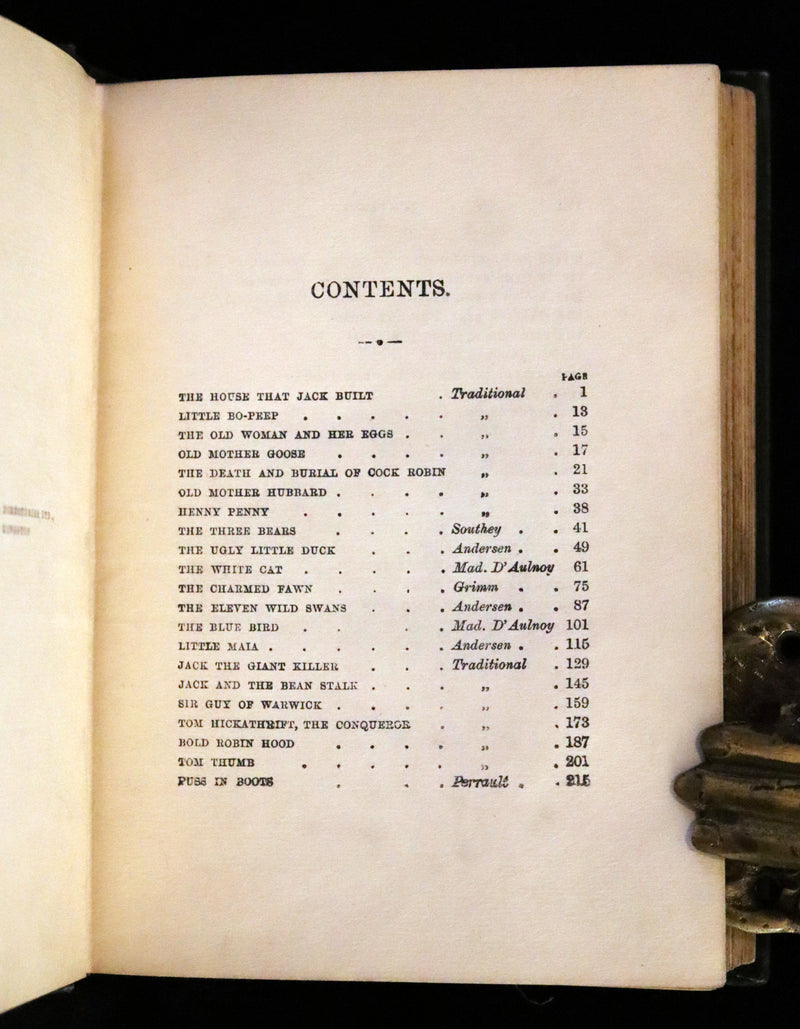 CONTENTS.
PAGE
THE HOUSE THAT JACK BUILT . Traditional . 1
LITTLE BO-PEEP . . . . . „ . 13
THE OLD WOMAN AND HER EGGS . . „ . 15
OLD MOTHER GOOSE . . . . „ . 17
THE DEATH AND BURIAL OF COCK ROBIN „ . 21
OLD MOTHER HUBBARD . . . . „ . 33
HENNY PENNY . . . . . „ . 38
THE THREE BEARS . . . . Southey . . 41
THE UGLY LITTLE DUCK . . . Andersen . . 49
THE WHITE CAT . . . . . Mad. D'Aulnoy 61
THE CHARMED FAWN . . . . Grimm . . 75
THE ELEVEN WILD SWANS . . . Andersen . . 87
THE BLUE BIRD . . . . Mad. D'Aulnoy 101
LITTLE MAIA . . . . . . Andersen . . 115
JACK THE GIANT KILLER . . . Traditional . 129
JACK AND THE BEAN STALK . . . „ . 145
SIR GUY OF WARWICK . . . . „ . 159
TOM HICKATHRIFT, THE CONQUEROR . „ . 173
BOLD ROBIN HOOD . . . . „ . 187
TOM THUMB . . . . . „ . 201
PUSS IN BOOTS . . . Perrault . . 215